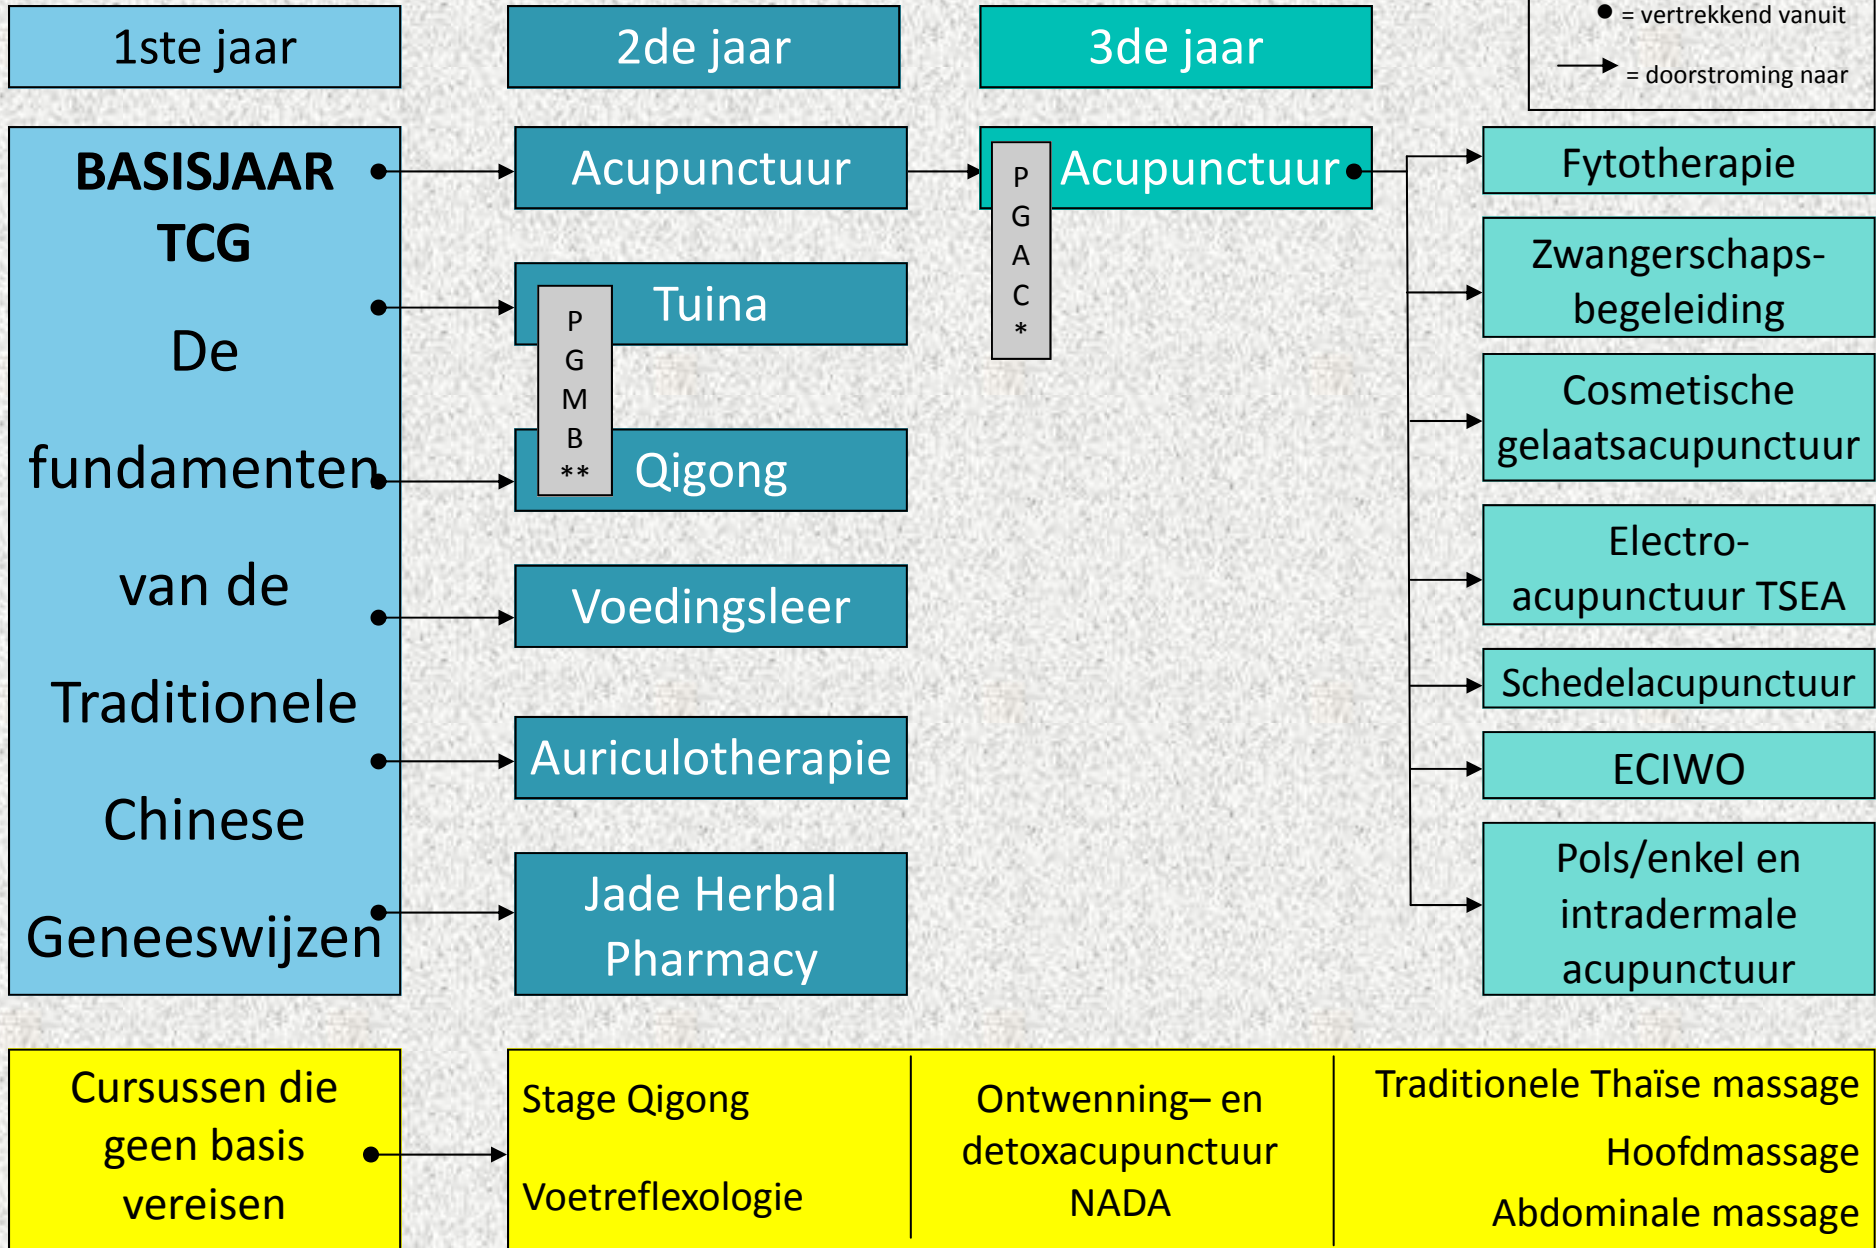 1ste jaar
2de jaar
3de jaar
● = vertrekkend vanuit
= doorstroming naar
BASISJAAR
TCG
De
fundamenten
van de
Traditionele
Chinese
Geneeswijzen
Acupunctuur
Tuina
P
G
M
B
**
Qigong
Voedingsleer
Auriculotherapie
Jade Herbal
Pharmacy
P
G
A
C
*
Acupunctuur
Fytotherapie
Zwangerschaps-
begeleiding
Cosmetische
gelaatsacupunctuur
Electro-
acupunctuur TSEA
Schedelacupunctuur
ECIWO
Pols/enkel en
intradermale
acupunctuur
Cursussen die
geen basis
vereisen
Stage Qigong
Voetreflexologie
Ontwenning– en
detoxacupunctuur
NADA
Traditionele Thaïse massage
Hoofdmassage
Abdominale massage